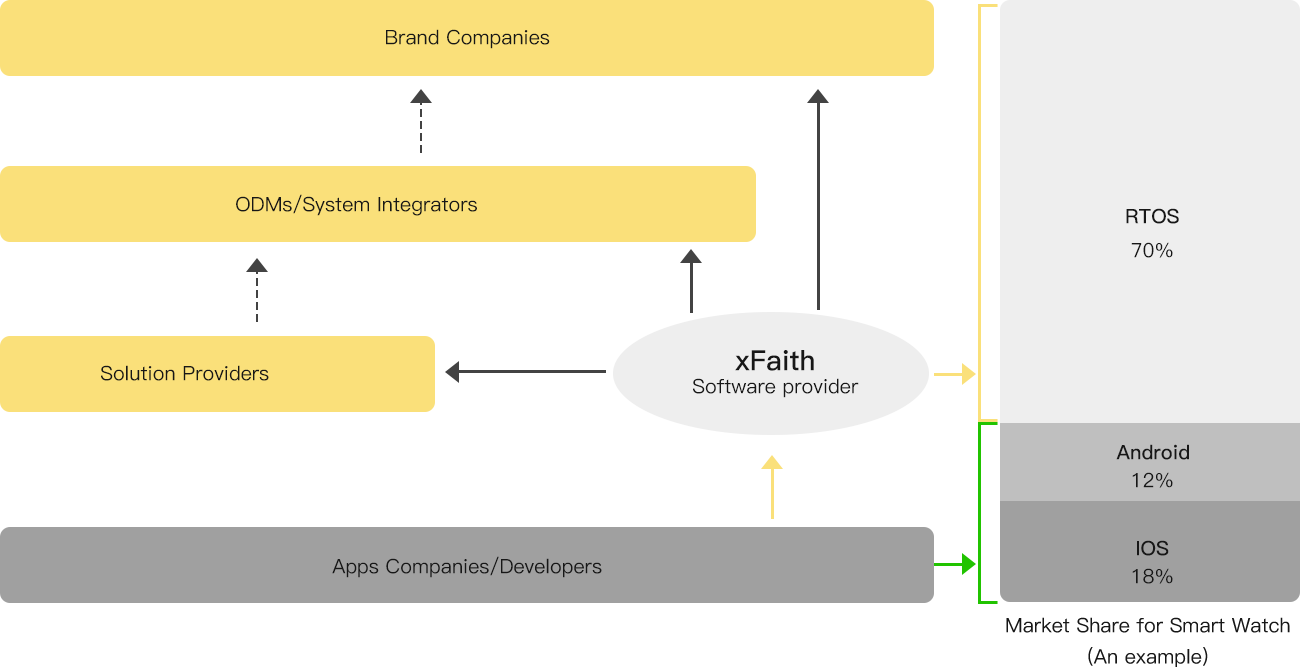 Brand Companies
ODMs/System Integrators
Solution Providers
xFaith
Software provider
Apps Companies/Developers
RTOS
70%
Android
12%
IOS
18%
Market Share for Smart Watch
(An example)